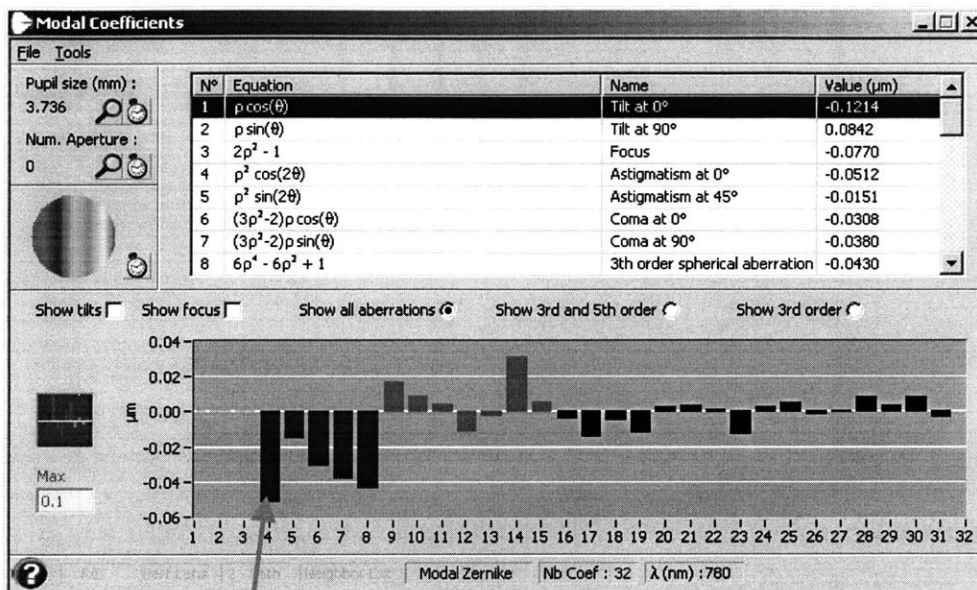 Modal Coefficients
File Tools
Pupil size (mm) :
3.736
Num. Aperture :
0
N° Equation Name Value (μm)
1 ρ cos(θ) Tilt at 0° -0.1214
2 ρ sin(θ) Tilt at 90° 0.0842
3 2ρ² - 1 Focus -0.0770
4 ρ² cos(2θ) Astigmatism at 0° -0.0512
5 ρ² sin(2θ) Astigmatism at 45° -0.0151
6 (3ρ²-2)ρ cos(θ) Coma at 0° -0.0308
7 (3ρ²-2)ρ sin(θ) Coma at 90° -0.0380
8 6ρ⁴ - 6ρ² + 1 3th order spherical aberration -0.0430
Show tilts Show focus Show all aberrations Show 3rd and 5th order Show 3rd order
0.04
0.02
0.00
-0.02
-0.04
-0.06
μm
Max
0,1
1 2 3 4 5 6 7 8 9 10 11 12 13 14 15 16 17 18 19 20 21 22 23 24 25 26 27 28 29 30 31 32
? Modal Zernike Nb Coef : 32 λ (nm) :780